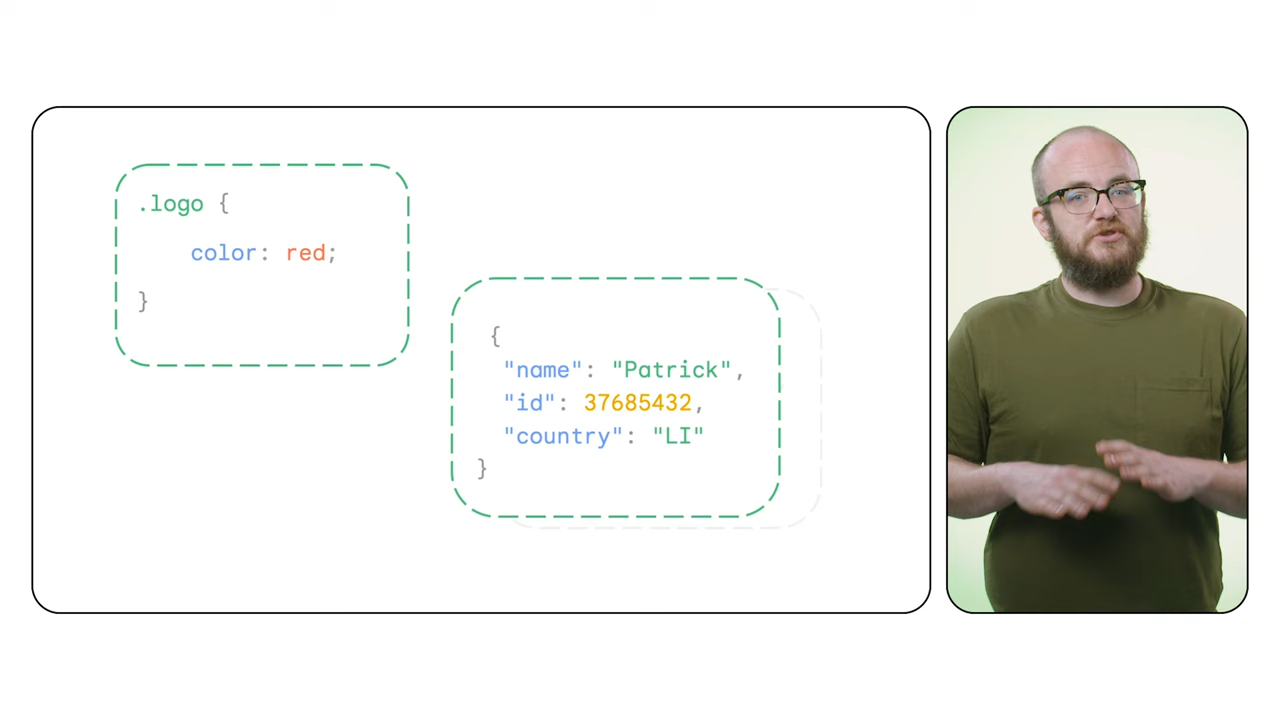 .logo {
color: red;
}
{
"name": "Patrick",
"id": 37685432,
"country": "LI"
}